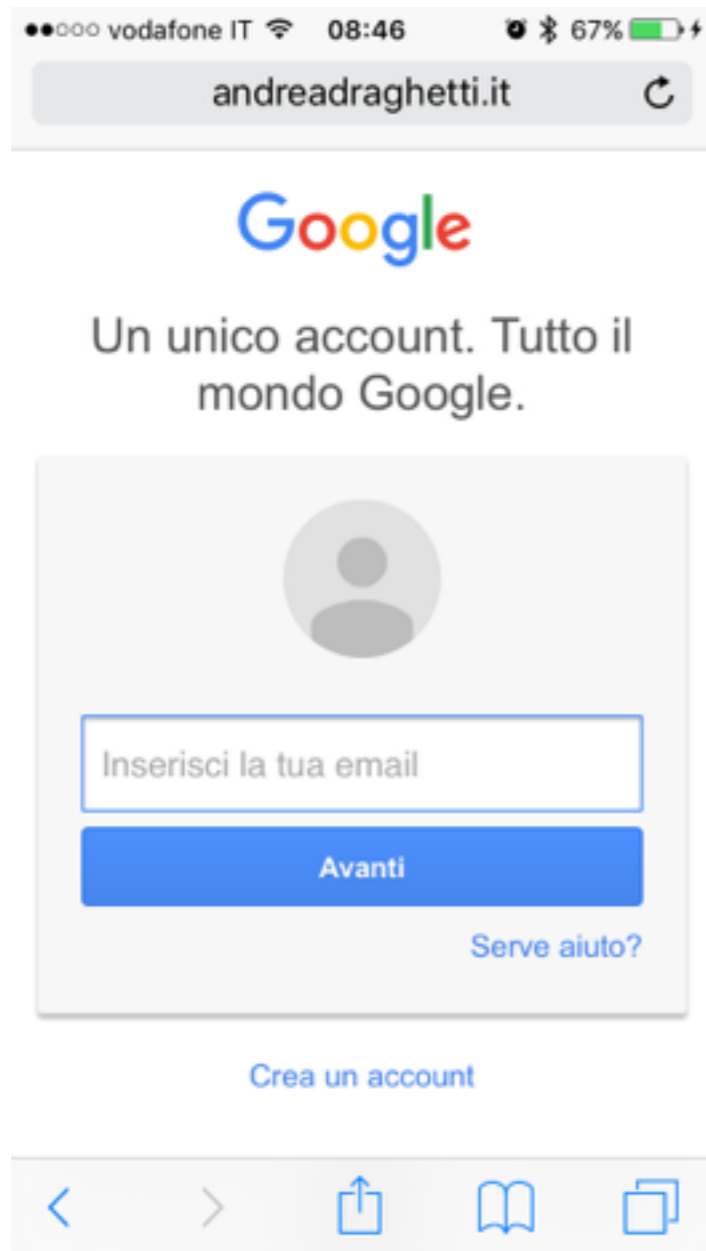 vodafone IT 08:46 67%
andreadraghetti.it
Google
Un unico account. Tutto il
mondo Google.
Inserisci la tua email
Avanti
Serve aiuto?
Crea un account